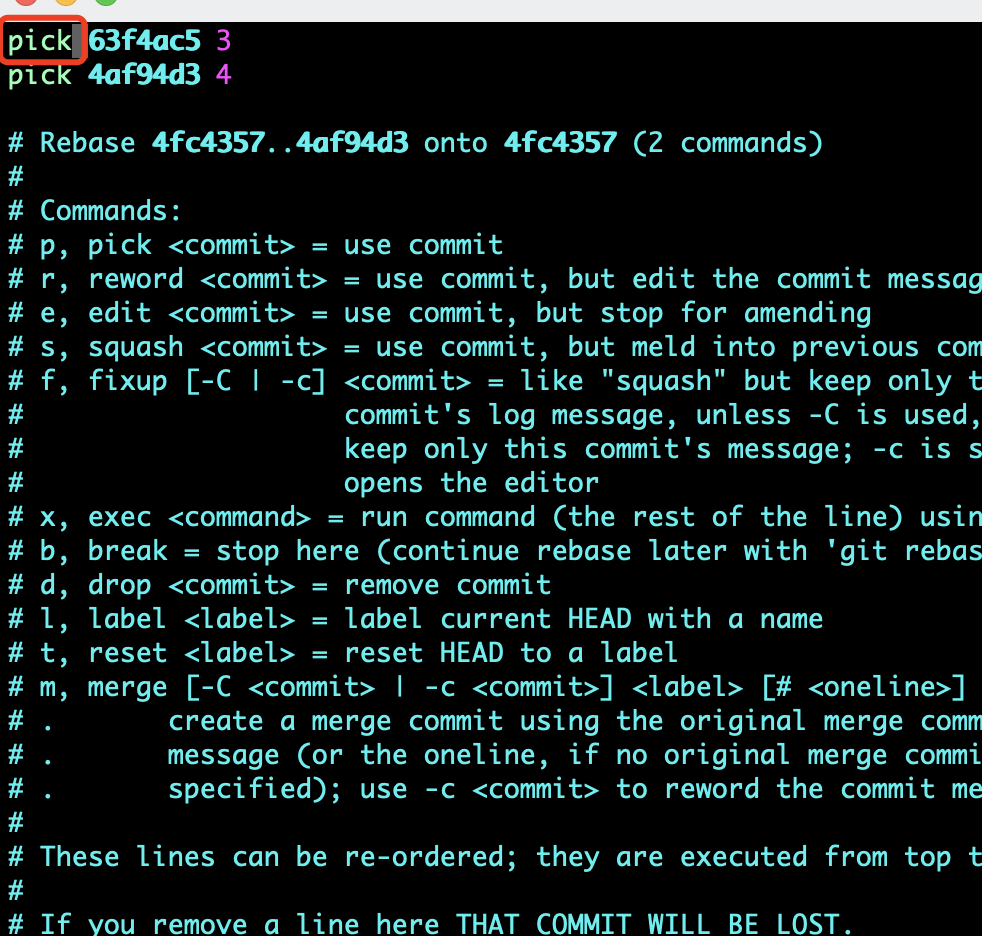 pick 63f4ac5 3
pick 4af94d3 4
# Rebase 4fc4357..4af94d3 onto 4fc4357 (2 commands)
#
# Commands:
# p, pick <commit> = use commit
# r, reword <commit> = use commit, but edit the commit messag
# e, edit <commit> = use commit, but stop for amending
# s, squash <commit> = use commit, but meld into previous com
# f, fixup [-C | -c] <commit> = like "squash" but keep only t
#                    commit's log message, unless -C is used,
#                    keep only this commit's message; -c is s
#                    opens the editor
# x, exec <command> = run command (the rest of the line) usin
# b, break = stop here (continue rebase later with 'git rebas
# d, drop <commit> = remove commit
# l, label <label> = label current HEAD with a name
# t, reset <label> = reset HEAD to a label
# m, merge [-C <commit> | -c <commit>] <label> [# <oneline>]
# .       create a merge commit using the original merge comm
# .       message (or the oneline, if no original merge commi
# .       specified); use -c <commit> to reword the commit me
#
# These lines can be re-ordered; they are executed from top t
#
# If you remove a line here THAT COMMIT WILL BE LOST.